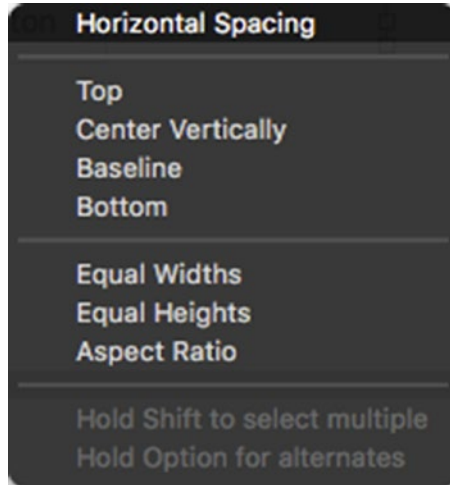 Horizontal Spacing
Top
Center Vertically
Baseline
Bottom
Equal Widths
Equal Heights
Aspect Ratio
Hold Shift to select multiple
Hold Option for alternates